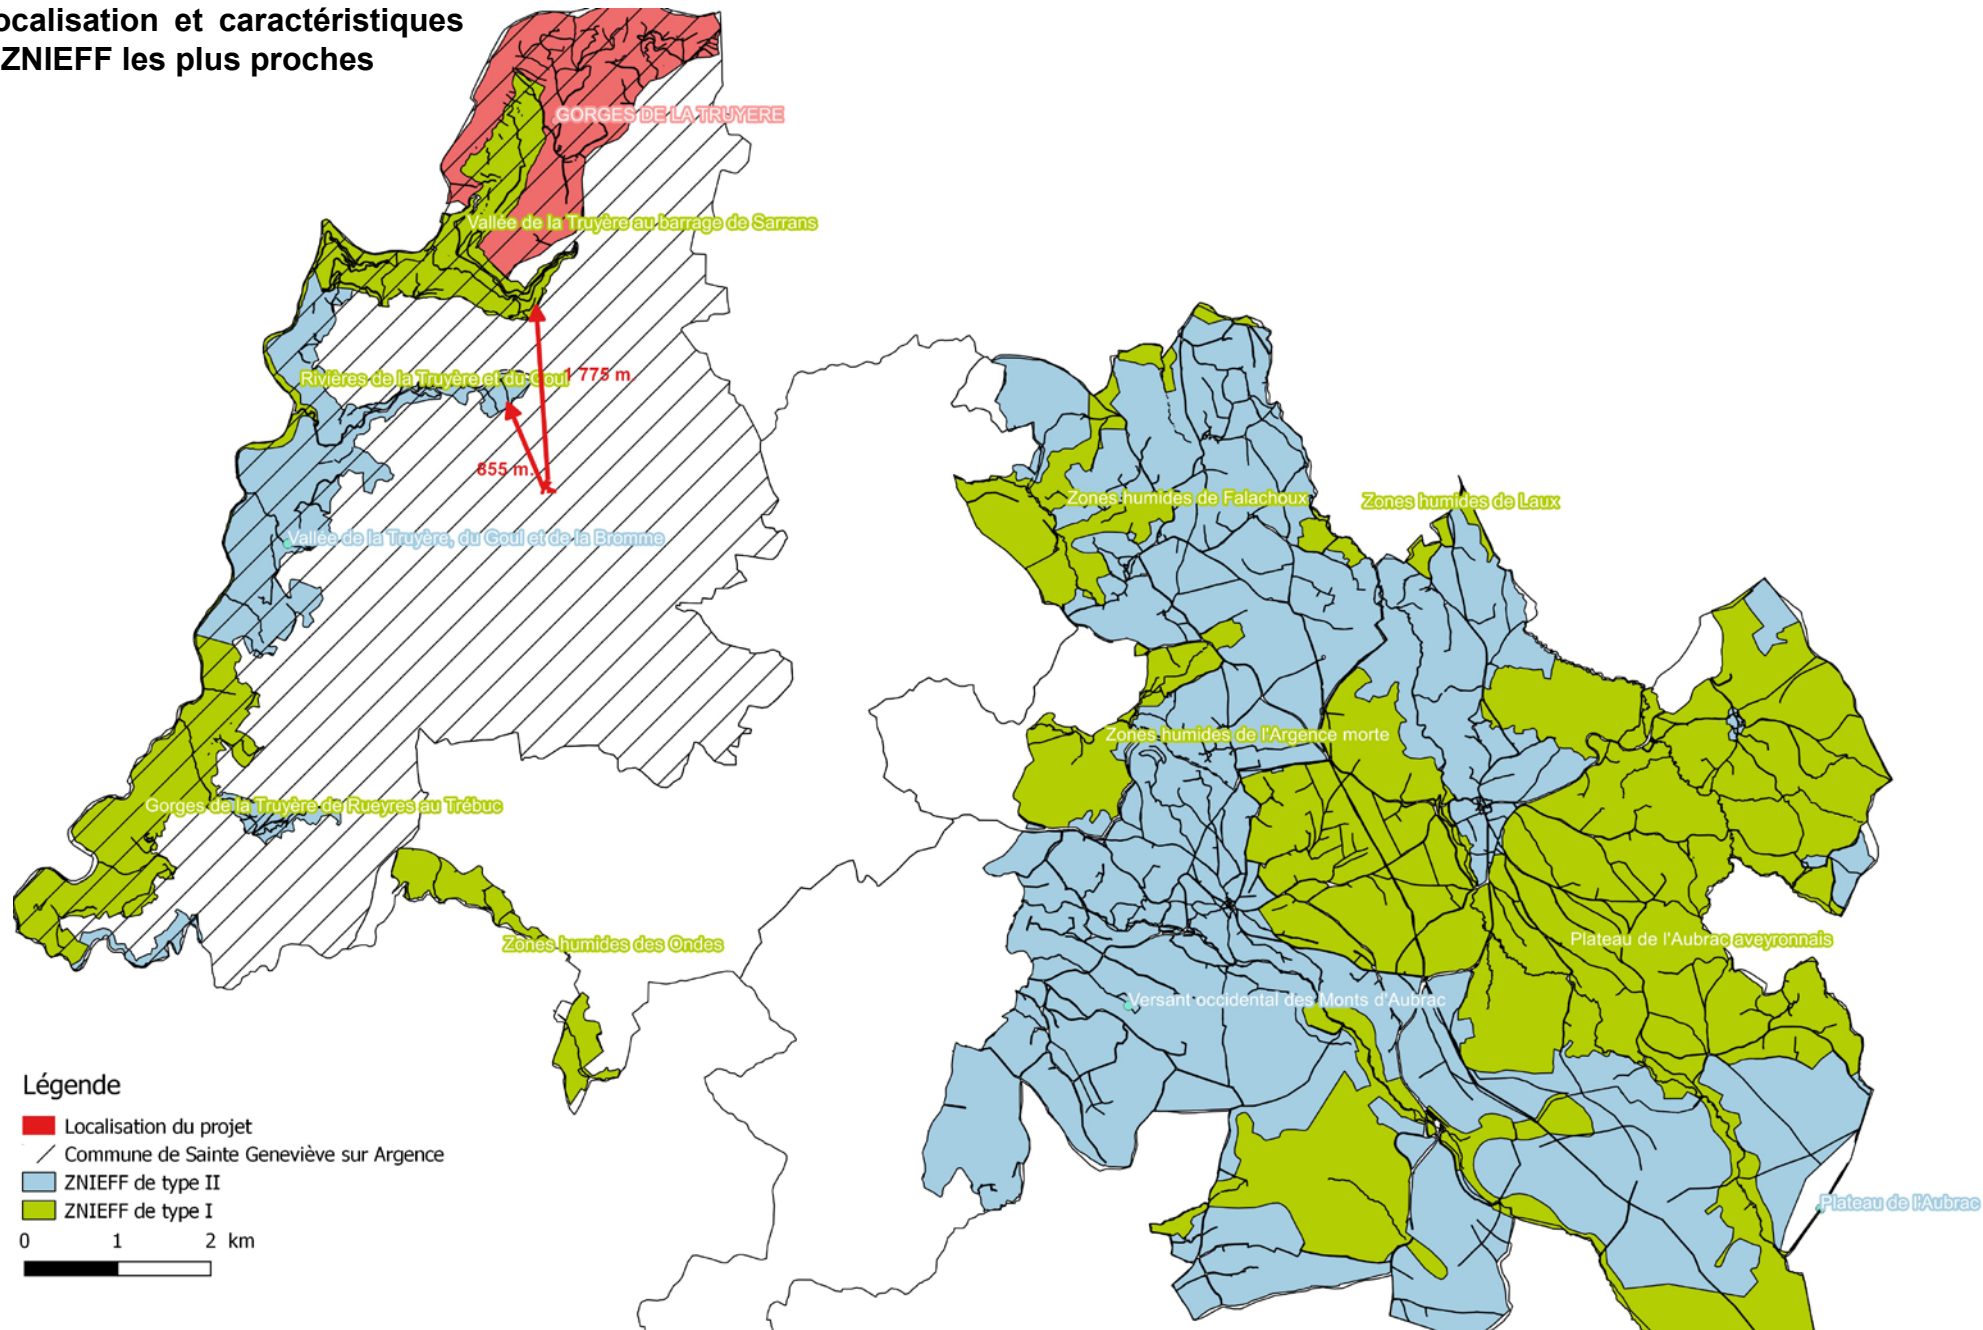 ocalisation et caractéristiques
ZNIEFF les plus proches
GORGES DE LA TRUYERE
Vallée de la Truyère au barrage de Sarrans
Rivières de la Truyère et du Goul
1 775 m.
855 m.
Vallée de la Truyère, du Goul et de la Bromme
Zones humides de Falachoux
Zones humides de Laux
Zones humides de l'Argence morte
Gorges de la Truyère de Rueyres au Trébuc
Zones humides des Ondes
Plateau de l'Aubrac aveyronnais
Versant occidental des Monts d'Aubrac
Plateau de l'Aubrac
Légende
Localisation du projet
Commune de Sainte Geneviève sur Argence
ZNIEFF de type II
ZNIEFF de type I
0 1 2 km